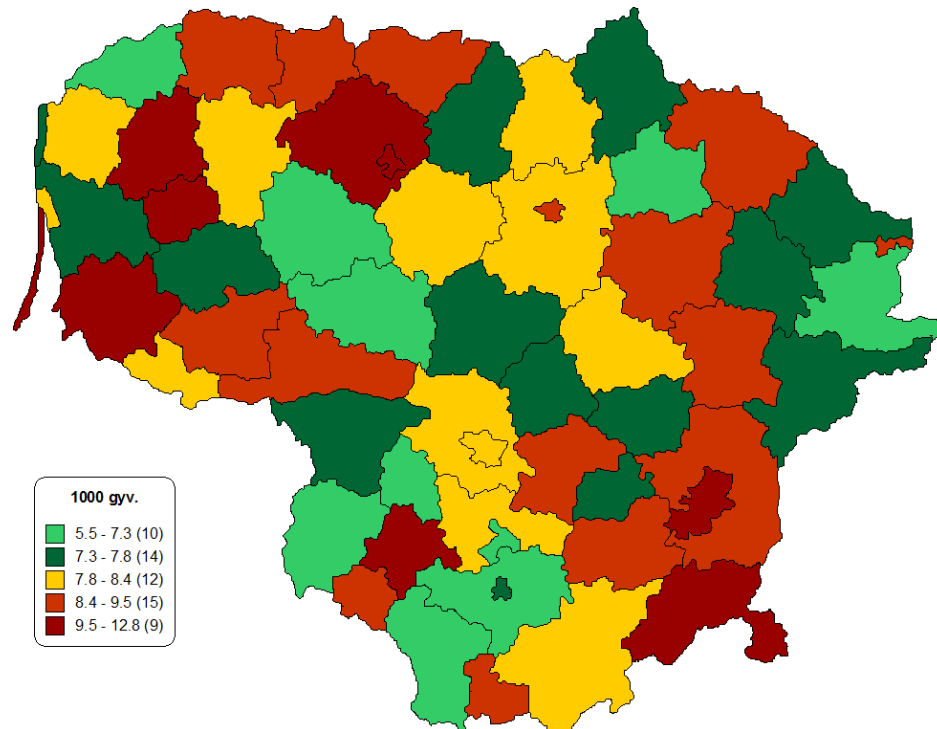 1000 gyv.
5.5 - 7.3 (10)
7.3 - 7.8 (14)
7.8 - 8.4 (12)
8.4 - 9.5 (15)
9.5 - 12.8 (9)